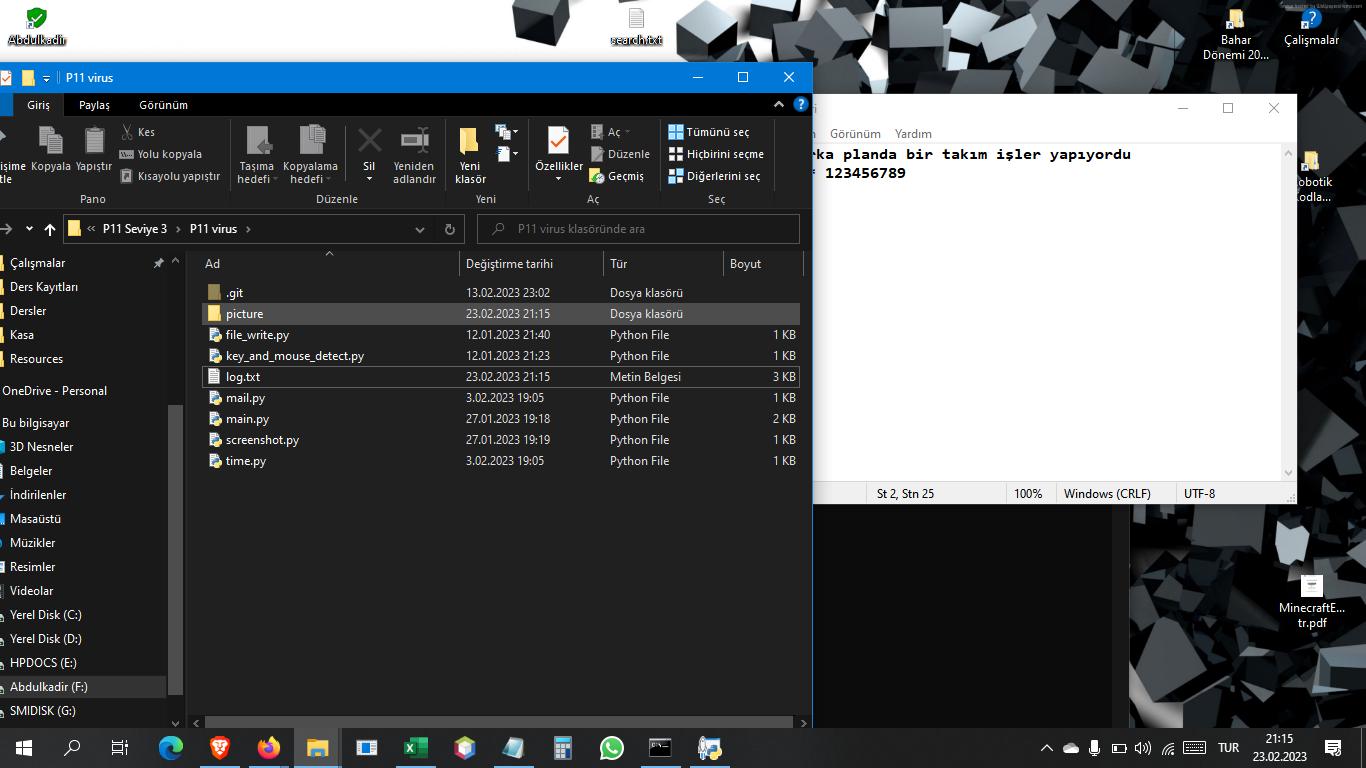 Abdulkadir
search.txt
Bahar
Dönemi 20...
Çalışmalar
P11 virus
Giriş
Paylaş
Görünüm
Kopyala
Yapıştır
Kes
Yolu kopyala
Kısayolu yapıştır
Pano
Taşıma
hedefi
Kopyalama
hedefi
Sil
Yeniden
adlandır
Düzenle
Yeni
klasör
Yeni
Özellikler
Aç
Düzenle
Geçmiş
Aç
Tümünü seç
Hiçbirini seçme
Diğerlerini seç
Seç
« P11 Seviye 3 › P11 virus ›
P11 virus klasöründe ara
Çalışmalar
Ders Kayıtları
Dersler
Kasa
Resources
OneDrive - Personal
Bu bilgisayar
3D Nesneler
Belgeler
İndirilenler
Masaüstü
Müzikler
Resimler
Videolar
Yerel Disk (C:)
Yerel Disk (D:)
HPDOCS (E:)
Abdulkadir (F:)
SMIDISK (G:)
Ad Değiştirme tarihi Tür Boyut
.git 13.02.2023 23:02 Dosya klasörü
picture 23.02.2023 21:15 Dosya klasörü
file_write.py 12.01.2023 21:40 Python File 1 KB
key_and_mouse_detect.py 12.01.2023 21:23 Python File 1 KB
log.txt 23.02.2023 21:15 Metin Belgesi 3 KB
mail.py 3.02.2023 19:05 Python File 1 KB
main.py 27.01.2023 19:18 Python File 2 KB
screenshot.py 27.01.2023 19:19 Python File 1 KB
time.py 3.02.2023 19:05 Python File 1 KB
Görünüm Yardım
rka planda bir takım işler yapıyordu
* 123456789
St 2, Stn 25
100%
Windows (CRLF)
UTF-8
obotik
odla...
MinecraftE...
tr.pdf
TUR
21:15
23.02.2023